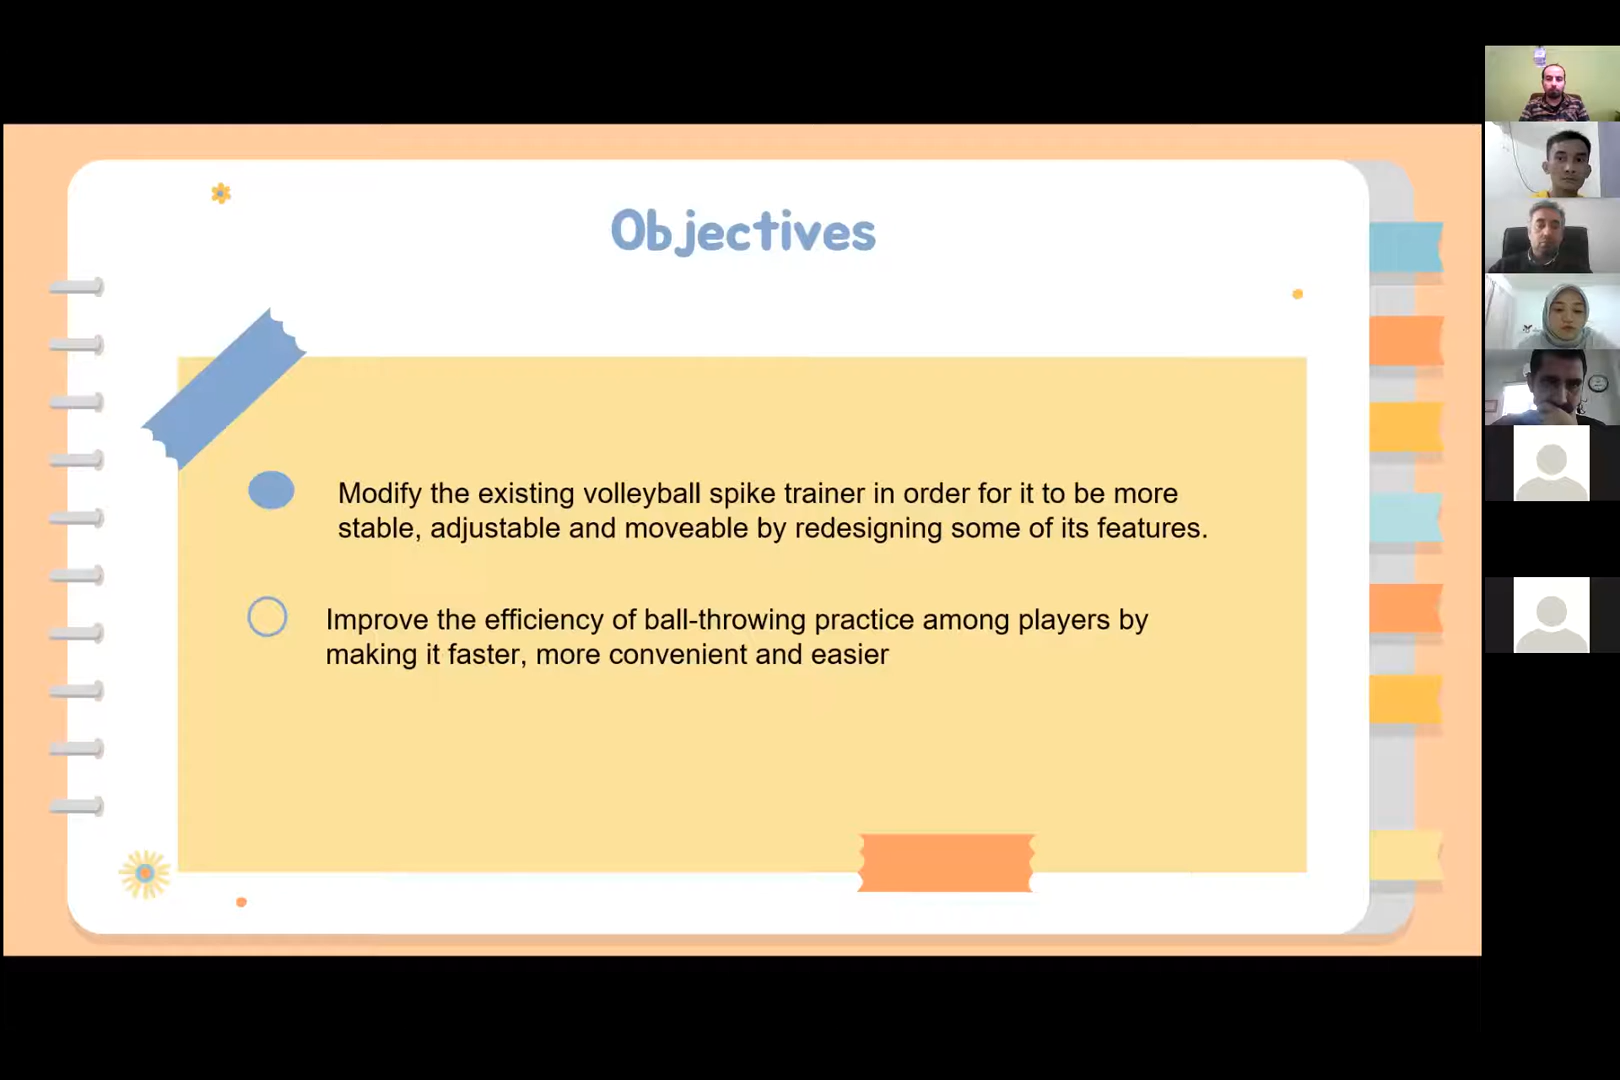 Objectives
Modify the existing volleyball spike trainer in order for it to be more
stable, adjustable and moveable by redesigning some of its features.
Improve the efficiency of ball-throwing practice among players by
making it faster, more convenient and easier